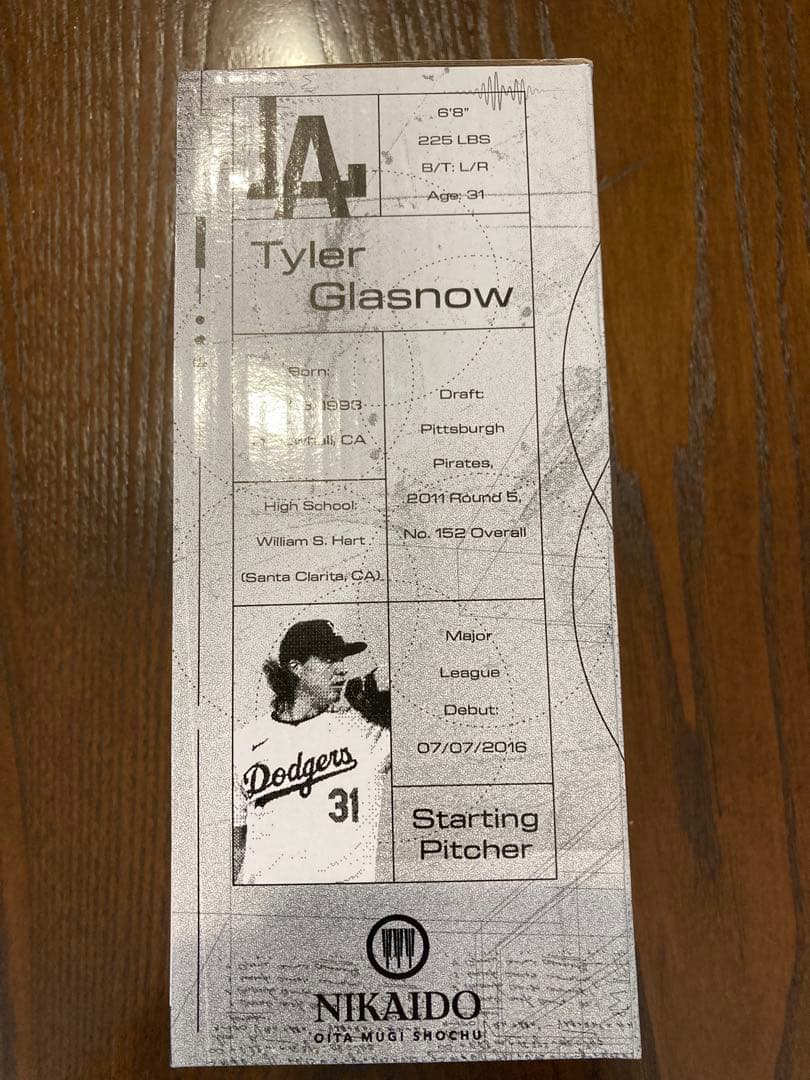 LA
6'8"
225 LBS
B/T: L/R
Age: 31
Tyler
Glasnow
Born:
1993
CA
High School:
William S. Hart
(Santa Clarita, CA)
Draft:
Pittsburgh
Pirates,
2011 Round 5,
No. 152 Overall
Dodgers
31
Major
League
Debut:
07/07/2016
Starting
Pitcher
NIKAIDO
OITA MUGI SHOCHU